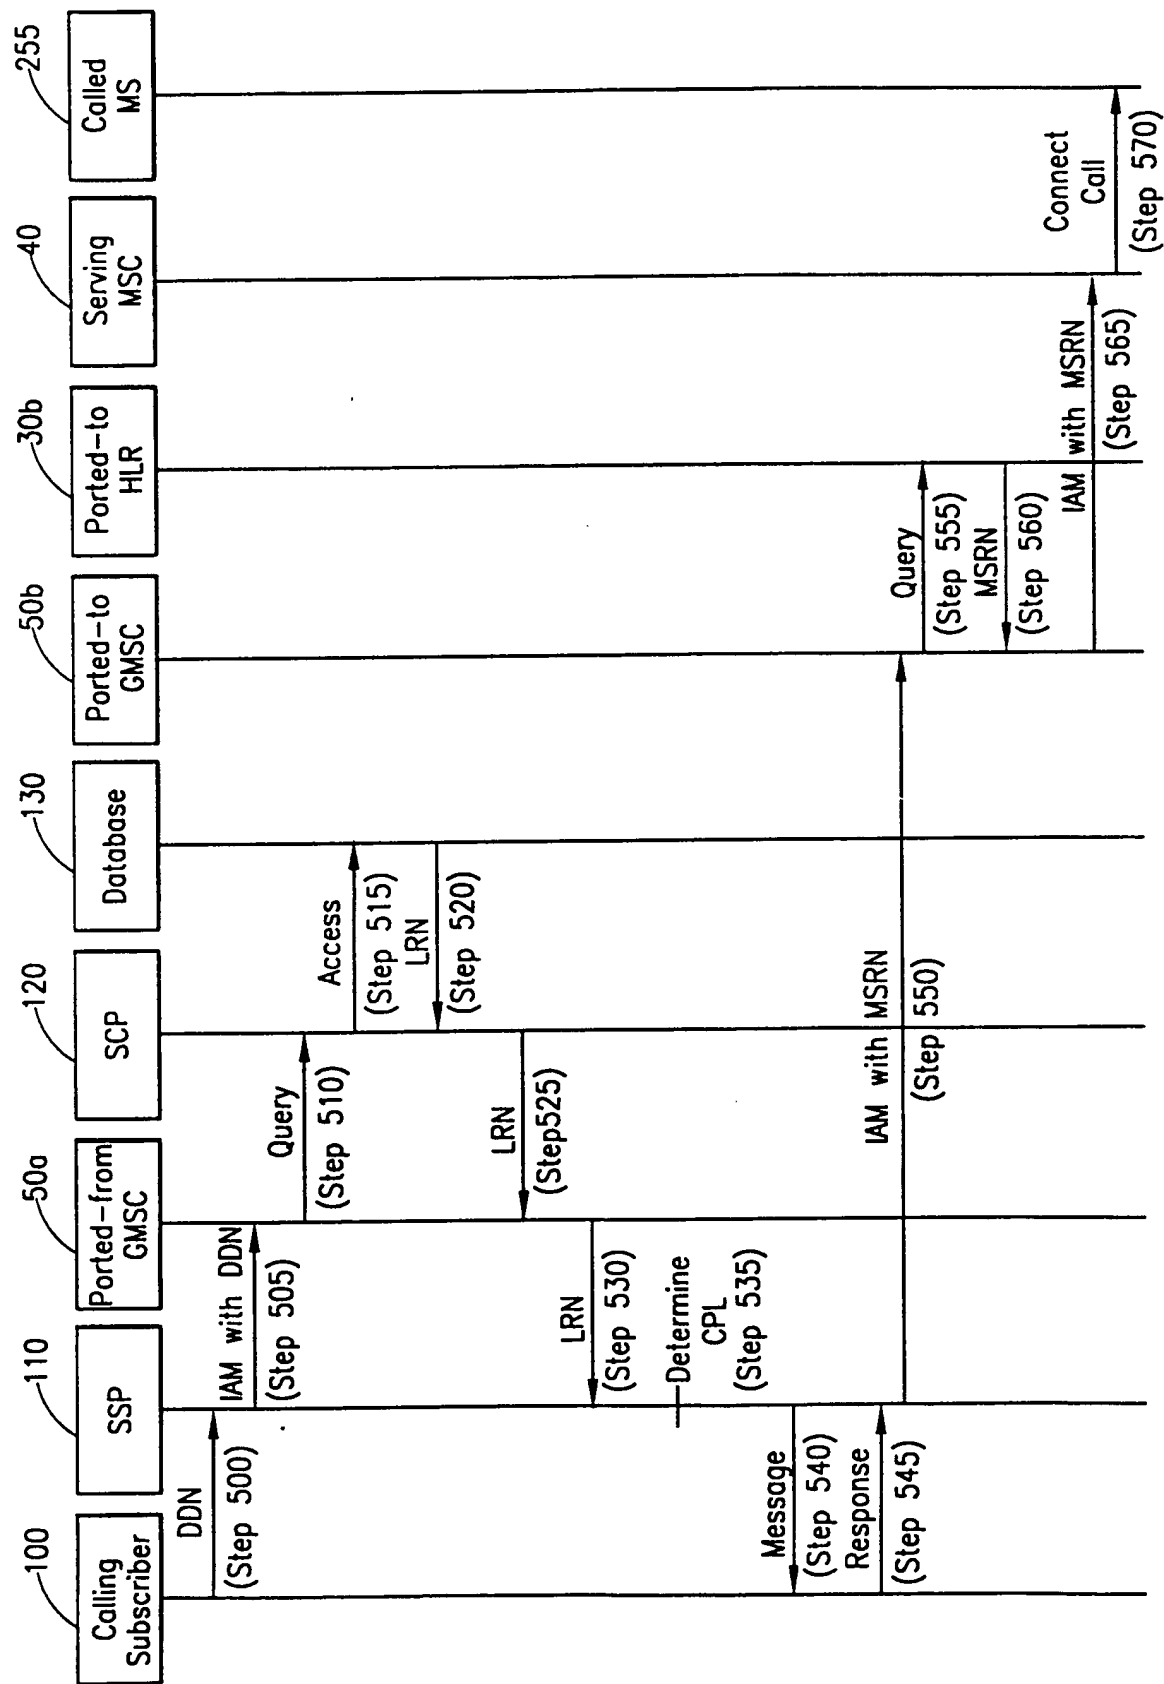 100
Calling
Subscriber
110
SSP
50a
Ported-from
GMSC
120
SCP
130
Database
50b
Ported-to
GMSC
30b
Ported-to
HLR
40
Serving
MSC
255
Called
MS
DDN
(Step 500)
IAM with DDN
(Step 505)
Query
(Step 510)
Access
(Step 515)
LRN
(Step 520)
LRN
(Step525)
LRN
(Step 530)
Determine
CPL
(Step 535)
Message
(Step 540)
Response
(Step 545)
IAM with MSRN
(Step 550)
Query
(Step 555)
MSRN
(Step 560)
IAM with MSRN
(Step 565)
Connect
Call
(Step 570)